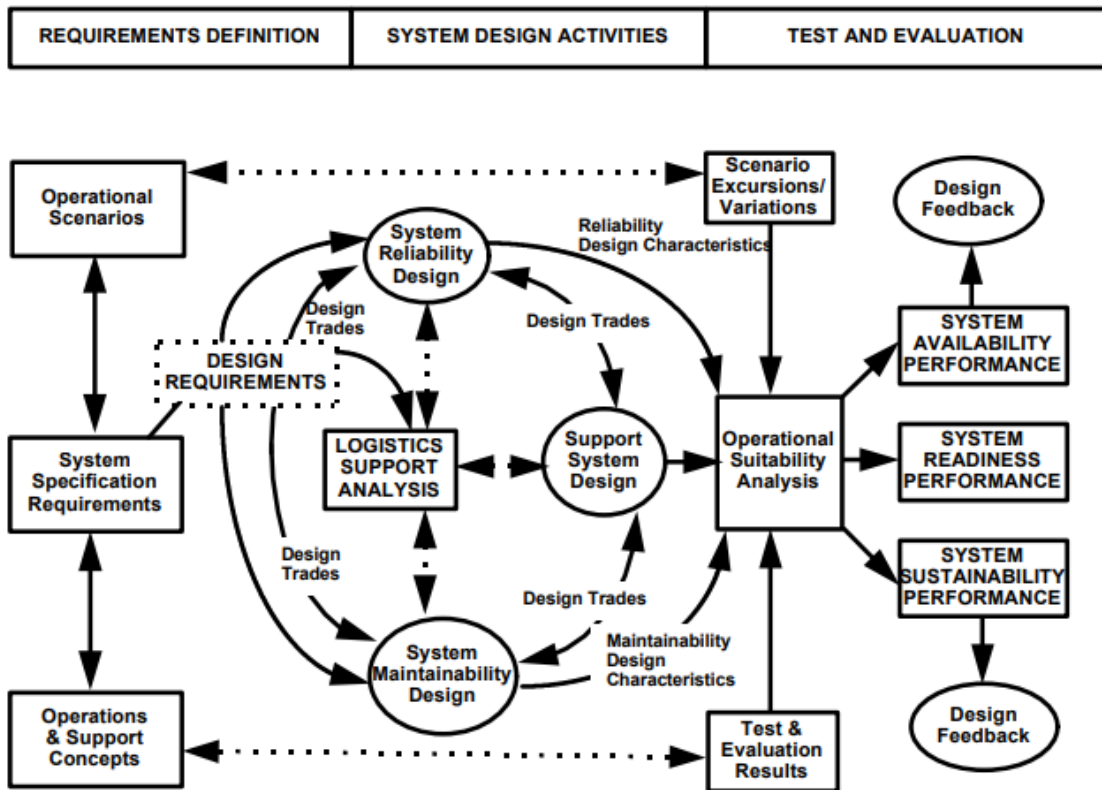 REQUIREMENTS DEFINITION
SYSTEM DESIGN ACTIVITIES
TEST AND EVALUATION
Operational
Scenarios
Scenario
Excursions/
Variations
Design
Feedback
System
Reliability
Design
Reliability
Design Characteristics
Design
Trades
Design Trades
SYSTEM
AVAILABILITY
PERFORMANCE
DESIGN
REQUIREMENTS
System
Specification
Requirements
LOGISTICS
SUPPORT
ANALYSIS
Support
System
Design
Operational
Suitability
Analysis
SYSTEM
READINESS
PERFORMANCE
Design
Trades
Design Trades
SYSTEM
SUSTAINABILITY
PERFORMANCE
System
Maintainability
Design
Maintainability
Design
Characteristics
Operations
& Support
Concepts
Test &
Evaluation
Results
Design
Feedback